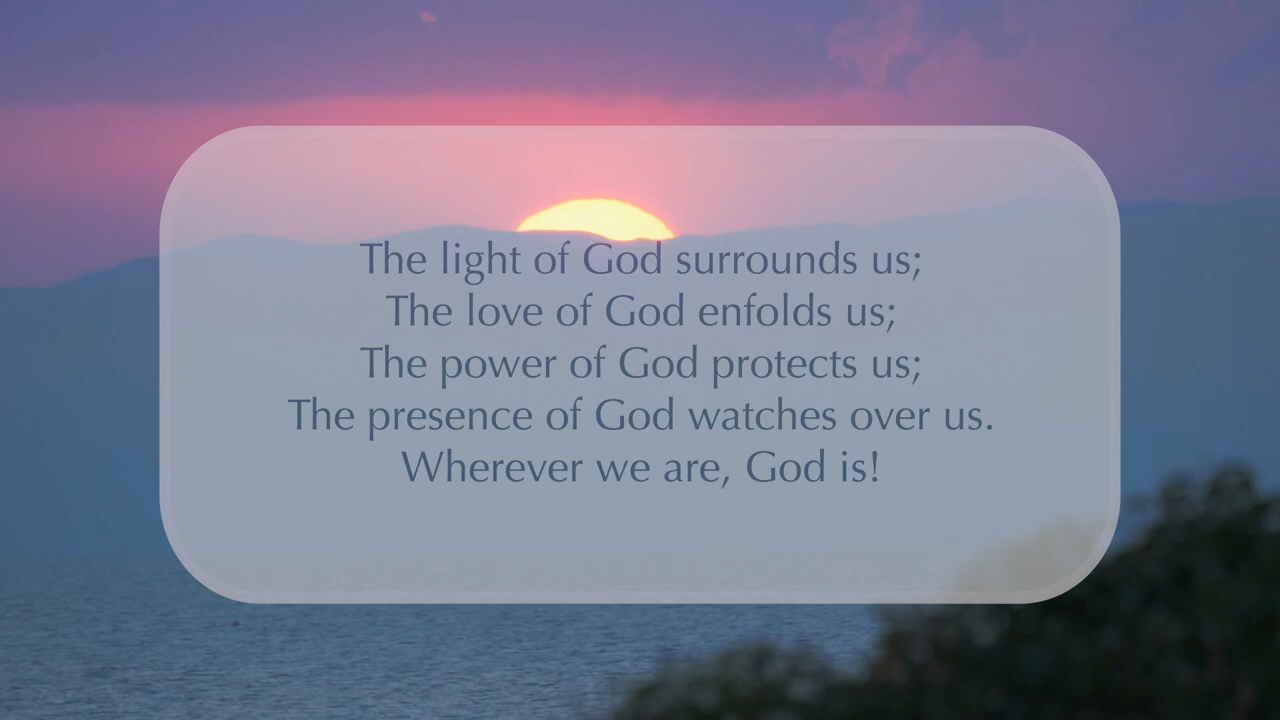 The light of God surrounds us;
The love of God enfolds us;
The power of God protects us;
The presence of God watches over us.
Wherever we are, God is!